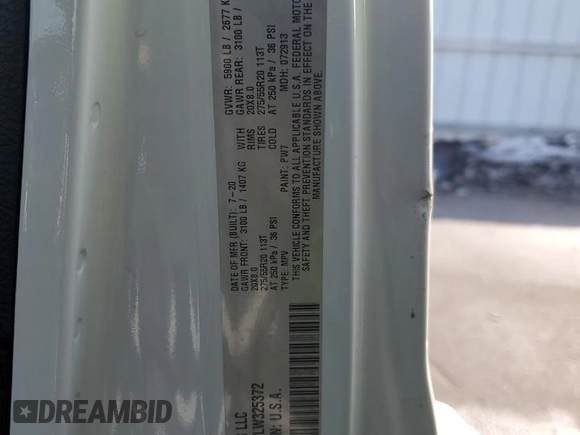 GVWR: 5900 LB / 2677 K
GAWR REAR: 3100 LB /
WITH 20X8.0
RIMS
TIRES 275/55R20 113T
COLD AT 250 kPa / 36 PSI
MDH: 072913
DATE OF MFR (BUILT): 7-20
GAWR FRONT: 3100 LB / 1407 KG
20X8.0
275/55R20 113T
AT 250 kPa / 36 PSI
TYPE: MPV
PAINT: PW7
THIS VEHICLE CONFORMS TO ALL APPLICABLE U.S.A. FEDERAL MOTO
SAFETY AND THEFT PREVENTION STANDARDS IN EFFECT ON THE
MANUFACTURE SHOWN ABOVE.
LLC
LW325372
N: U.S.A.
DREAMBID.COM